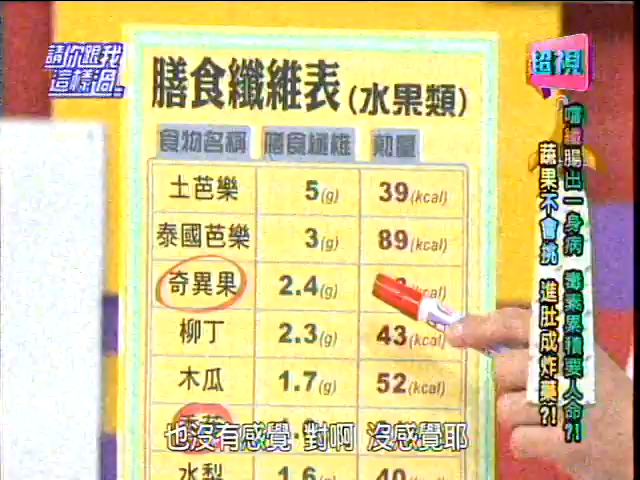 請你跟我
這樣過
超視
膳食纖維表(水果類)
食物名稱 膳食纖維 熱量
土芭樂 5(g) 39(kcal)
泰國芭樂 3(g) 89(kcal)
奇異果 2.4(g) (kcal)
柳丁 2.3(g) 43(kcal)
木瓜 1.7(g) 52(kcal)
水梨 1.6(g) 40(kcal)
腸出一身病 毒素累積要人命?!
蔬果不會挑 進肚成炸藥?!
也沒有感覺 對啊 沒感覺耶